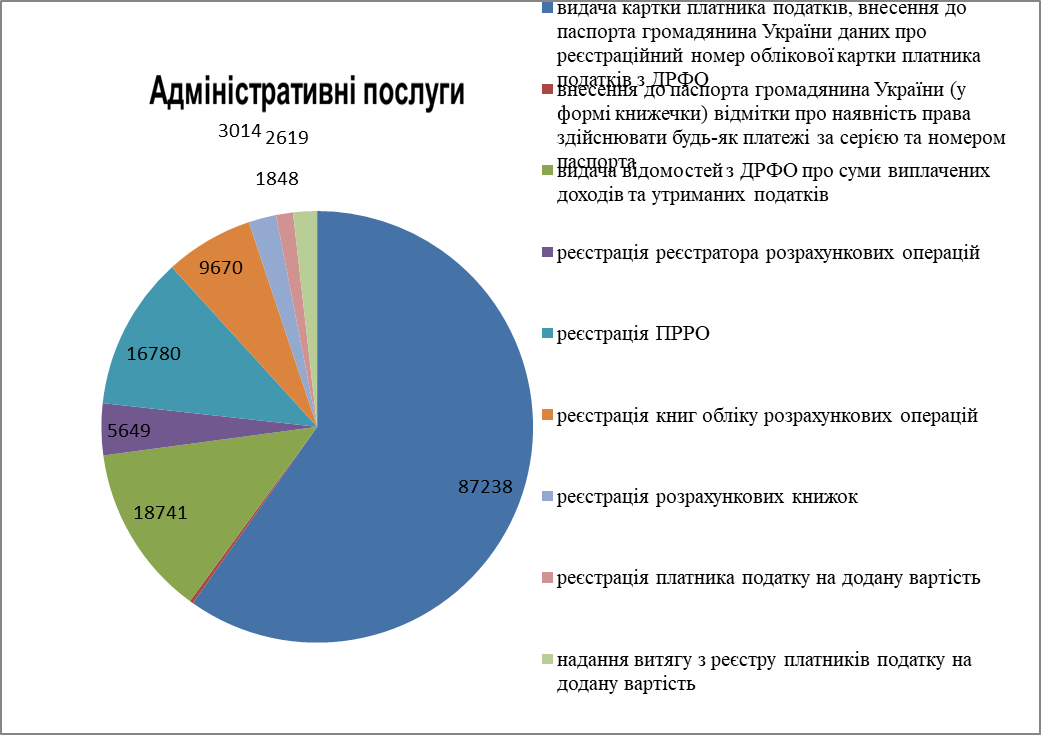 Адміністративні послуги
3014 2619
1848
9670
16780
5649
18741
87238
видача картки платника податків, внесення до
паспорта громадянина України даних про
реєстраційний номер облікової картки платника
податків з ДРФО
внесення до паспорта громадянина України (у
формі книжечки) відмітки про наявність права
здійснювати будь-як платежі за серією та номером
паспорта
видача відомостей з ДРФО про суми виплачених
доходів та утриманих податків
реєстрація реєстратора розрахункових операцій
реєстрація ПРРО
реєстрація книг обліку розрахункових операцій
реєстрація розрахункових книжок
реєстрація платника податку на додану вартість
надання витягу з реєстру платників податку на
додану вартість